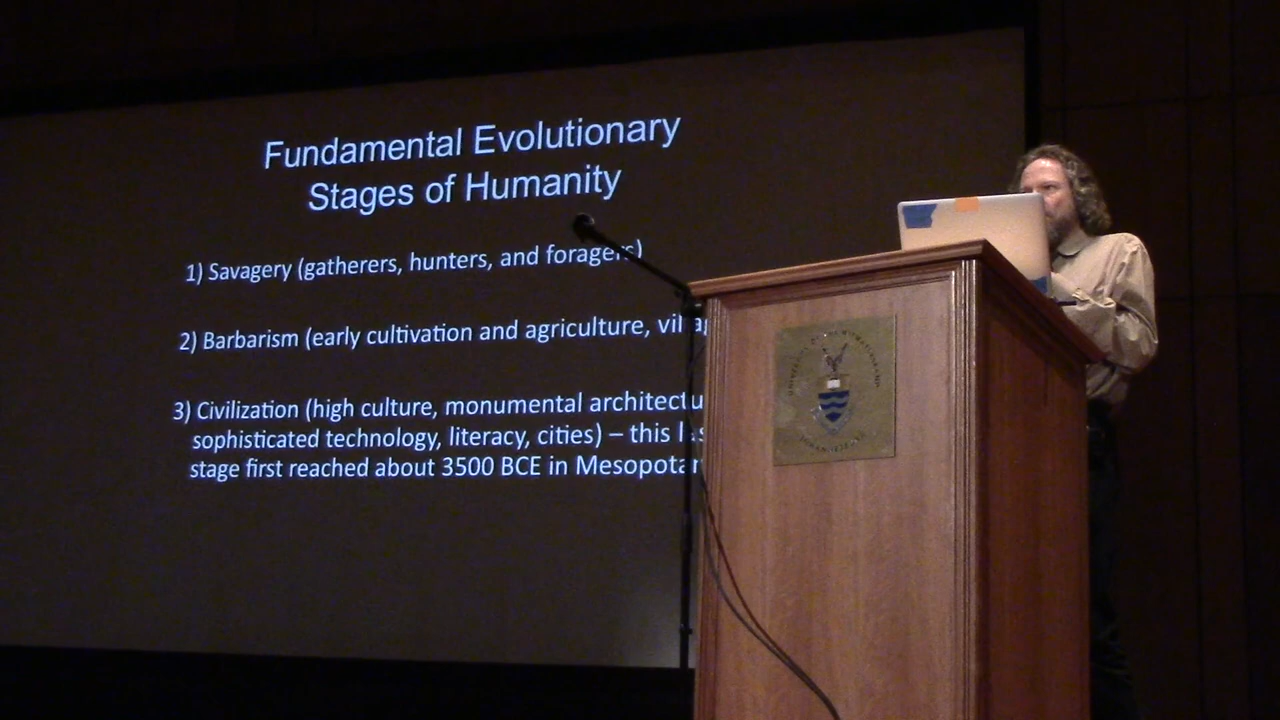 Fundamental Evolutionary
Stages of Humanity
1) Savagery (gatherers, hunters, and foragers)
2) Barbarism (early cultivation and agriculture,
3) Civilization (high culture, monumental
sophisticated technology, literacy, cities) – this
stage first reached about 3500 BCE in